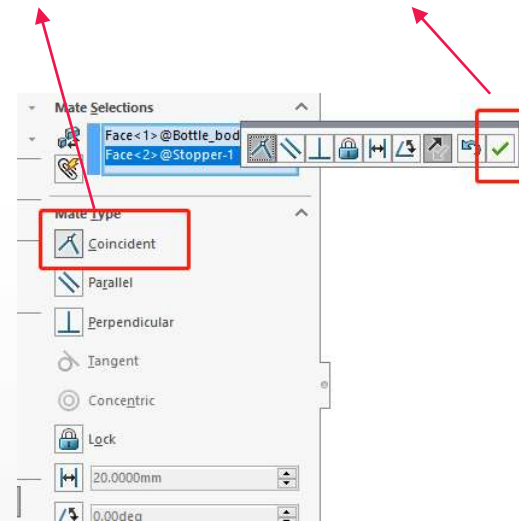 Mate Selections
Face<1>@Bottle_bod
Face<2>@Stopper-1
Mate Type
Coincident
Parallel
Perpendicular
Tangent
Concentric
Lock
20.0000mm
0.00deg